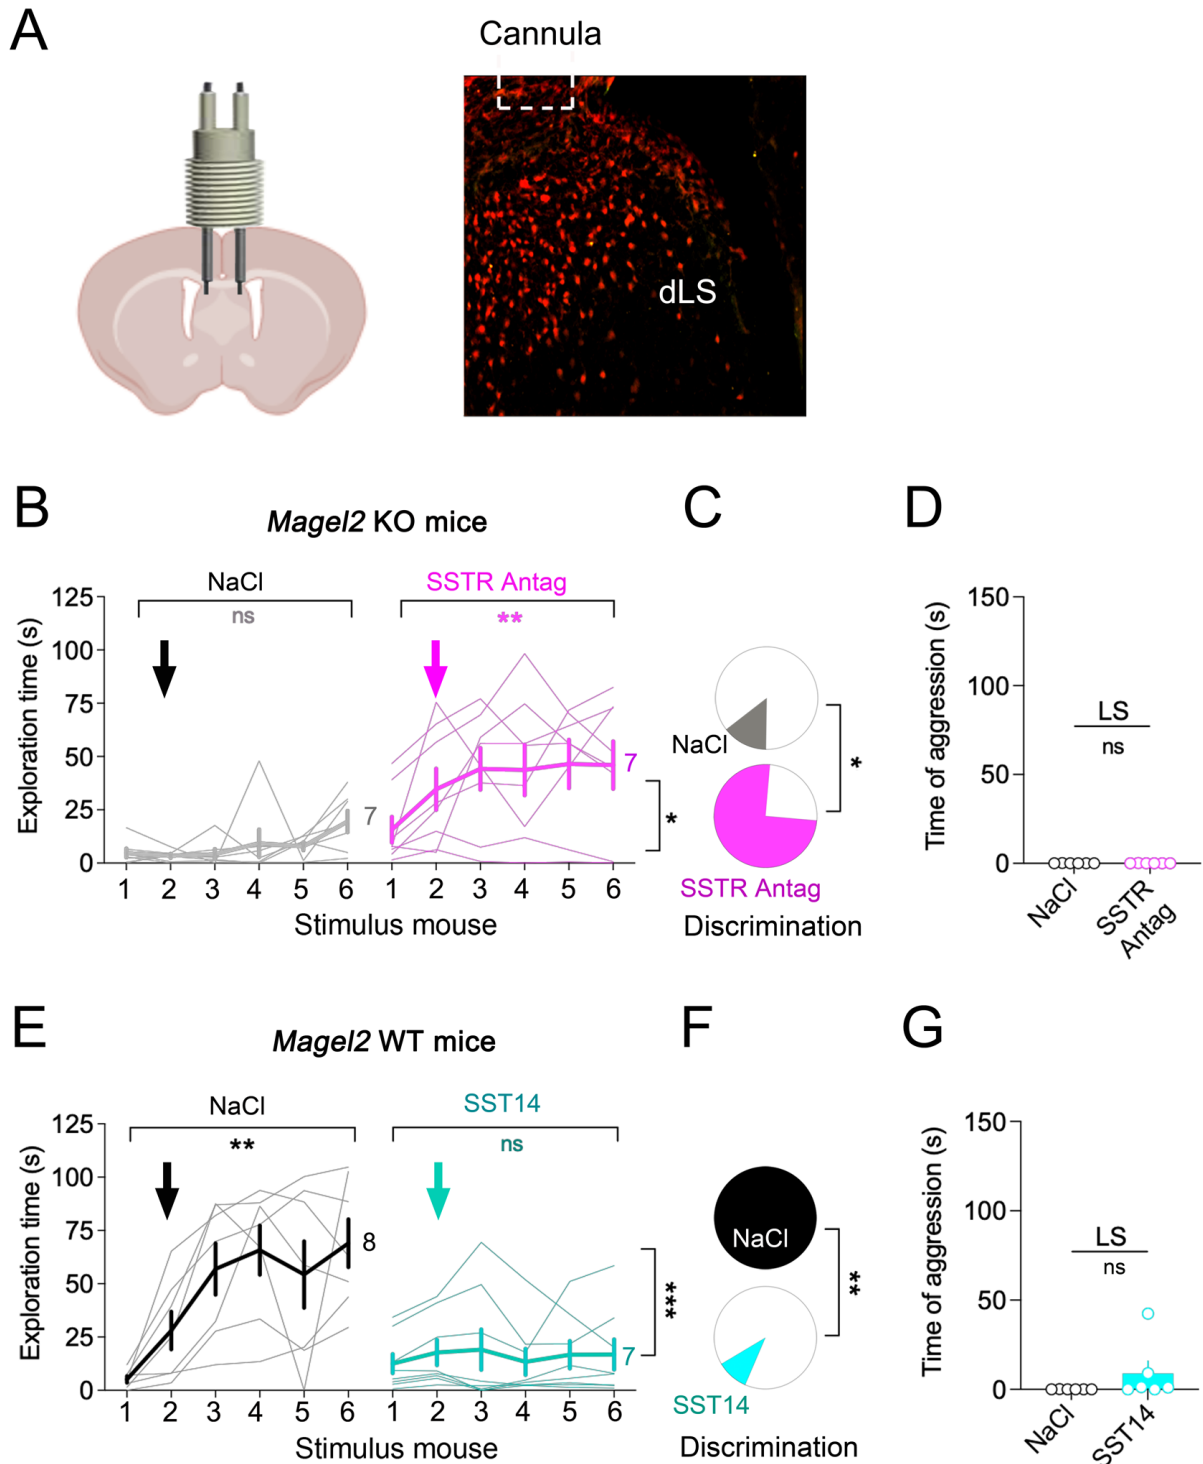 A
Cannula
dLS
B
Magel2 KO mice
NaCl
ns
SSTR Antag
**
Exploration time (s)
125
100
75
50
25
0
7
7
*
1 2 3 4 5 6
1 2 3 4 5 6
Stimulus mouse
C
NaCl
*
SSTR Antag
Discrimination
D
Time of aggression (s)
150
100
50
0
LS
ns
NaCl
SSTR
Antag
E
Magel2 WT mice
NaCl
**
SST14
ns
Exploration time (s)
125
100
75
50
25
0
8
7
***
1 2 3 4 5 6
1 2 3 4 5 6
Stimulus mouse
F
NaCl
**
SST14
Discrimination
G
Time of aggression (s)
150
100
50
0
LS
ns
NaCl
SST14